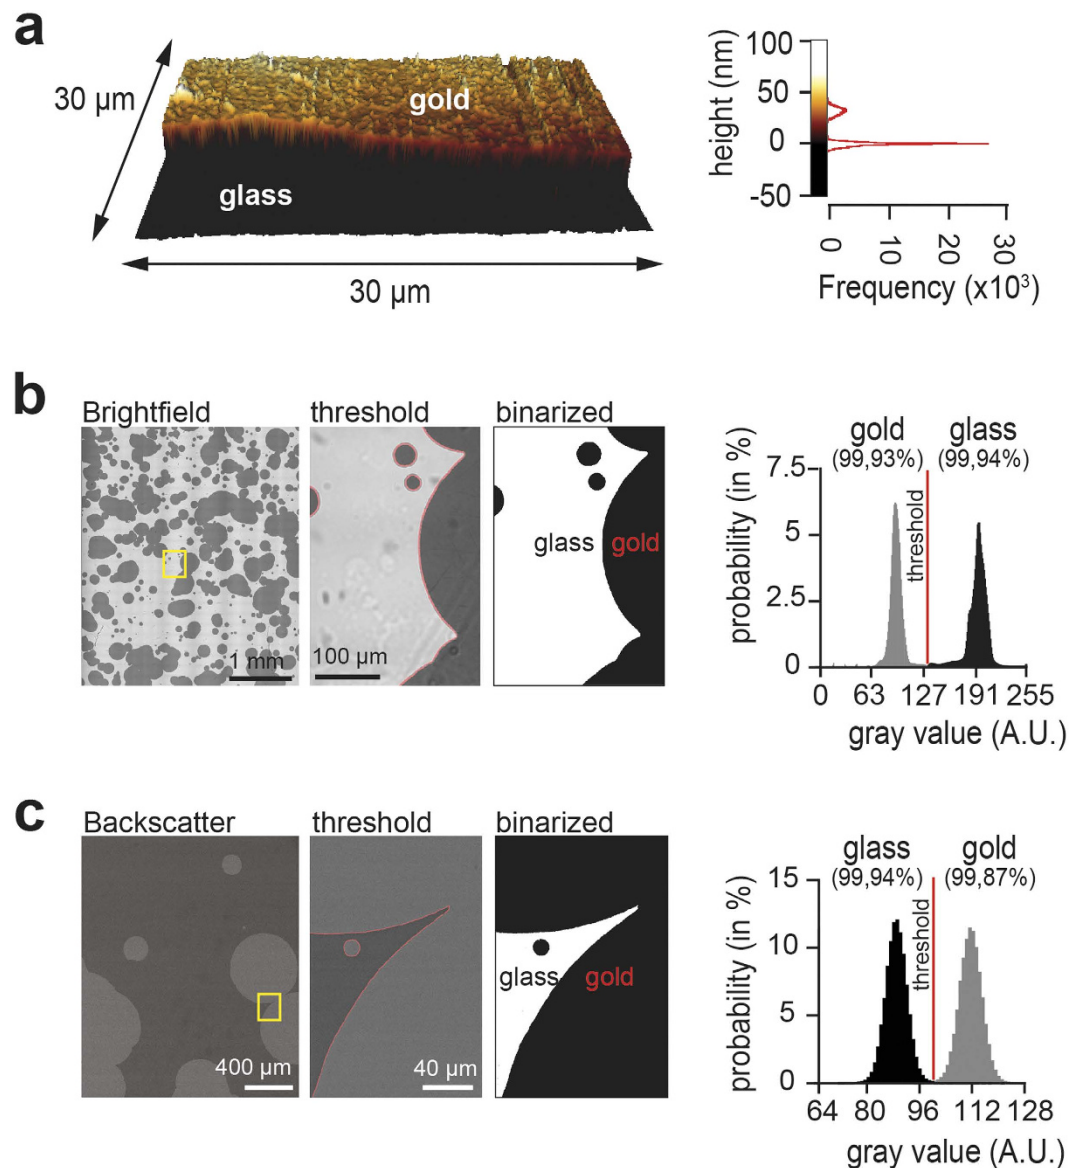 a
30 µm
gold
glass
30 µm
height (nm)
100
50
0
-50
0
10
20
30
Frequency (x10³)
b
Brightfield
threshold
binarized
1 mm
100 µm
glass
gold
gold
(99,93%)
glass
(99,94%)
threshold
probability (in %)
7.5
5
2.5
0
0
63
127
191
255
gray value (A.U.)
c
Backscatter
threshold
binarized
400 µm
40 µm
glass
gold
glass
(99,94%)
gold
(99,87%)
threshold
probability (in %)
15
10
5
0
64
80
96
112
128
gray value (A.U.)